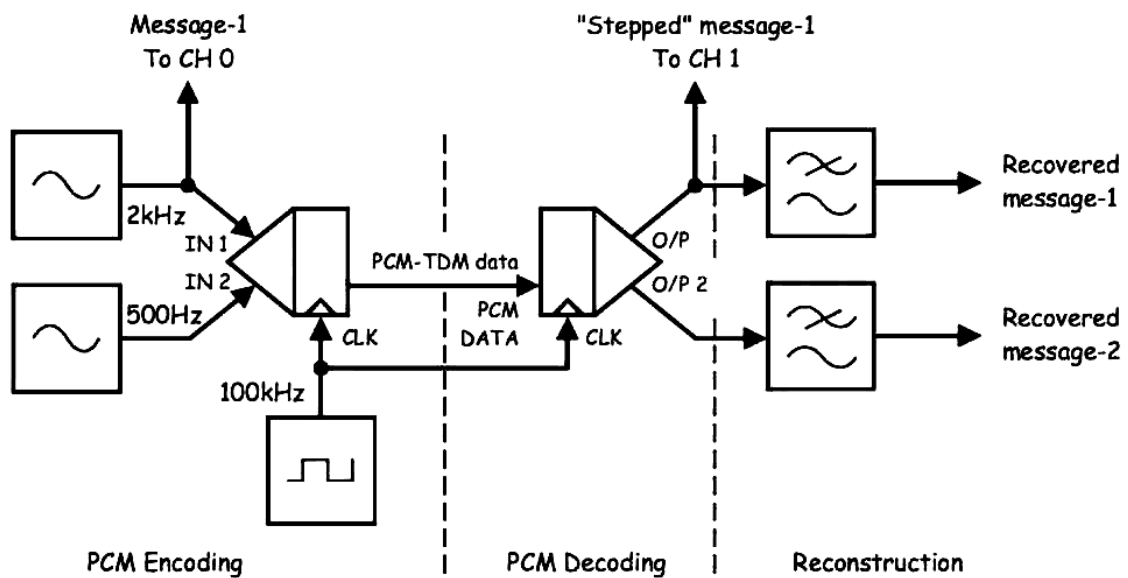 Message-1
To CH 0
"Stepped" message-1
To CH 1
2kHz
IN 1
IN 2
500Hz
CLK
100kHz
PCM-TDM data
PCM
DATA
CLK
O/P
O/P 2
Recovered
message-1
Recovered
message-2
PCM Encoding
PCM Decoding
Reconstruction